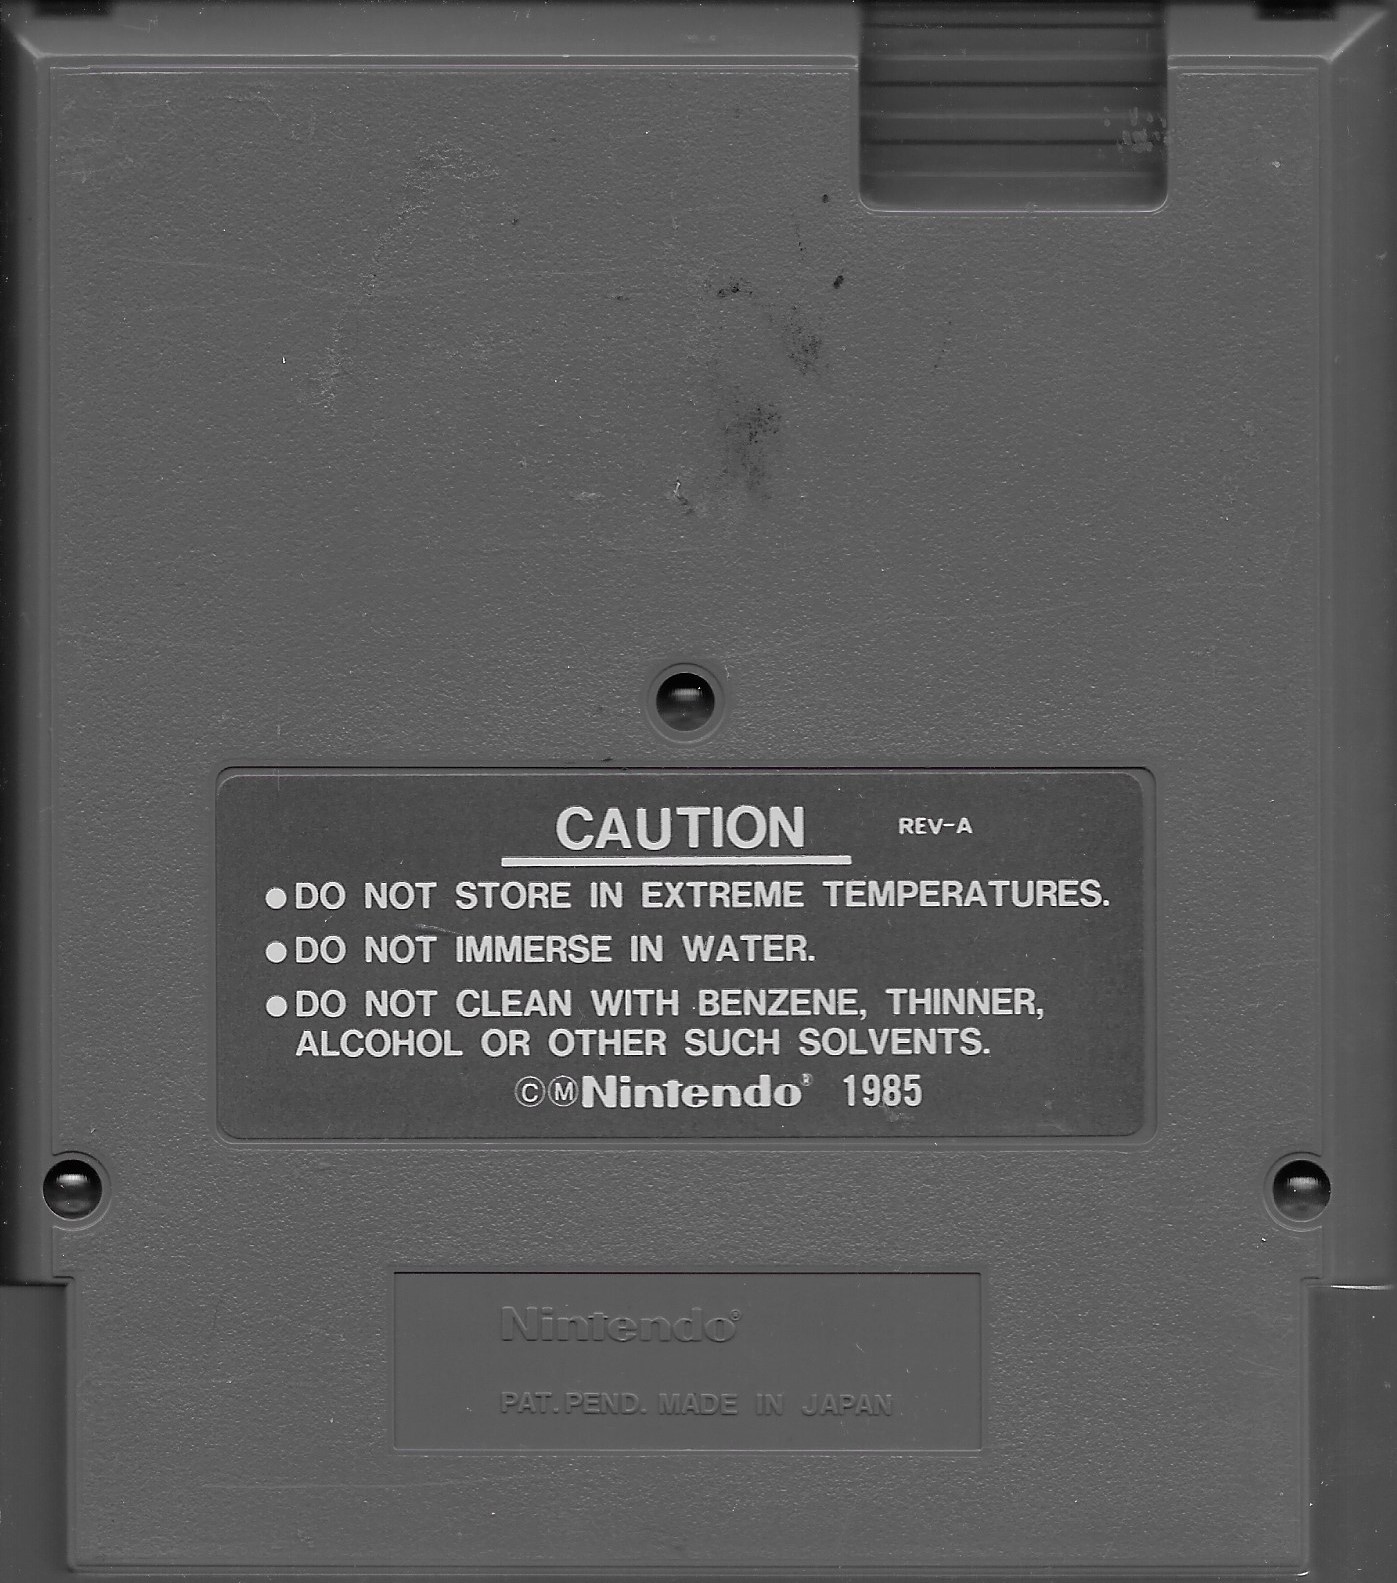 CAUTION REV-A
●DO NOT STORE IN EXTREME TEMPERATURES.
●DO NOT IMMERSE IN WATER.
●DO NOT CLEAN WITH BENZENE, THINNER,
ALCOHOL OR OTHER SUCH SOLVENTS.
©ⓂNintendo® 1985
Nintendo®
PAT. PEND. MADE IN JAPAN